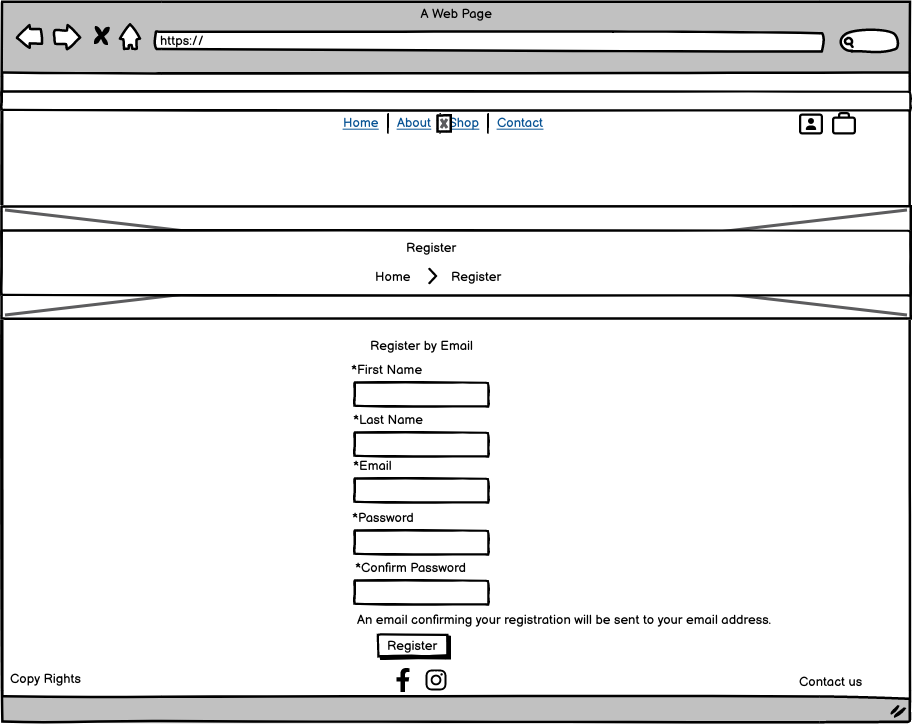 A Web Page
https://
Home About Shop Contact
Register
Home Register
Register by Email
*First Name
*Last Name
*Email
*Password
*Confirm Password
An email confirming your registration will be sent to your email address.
Register
Copy Rights
Contact us